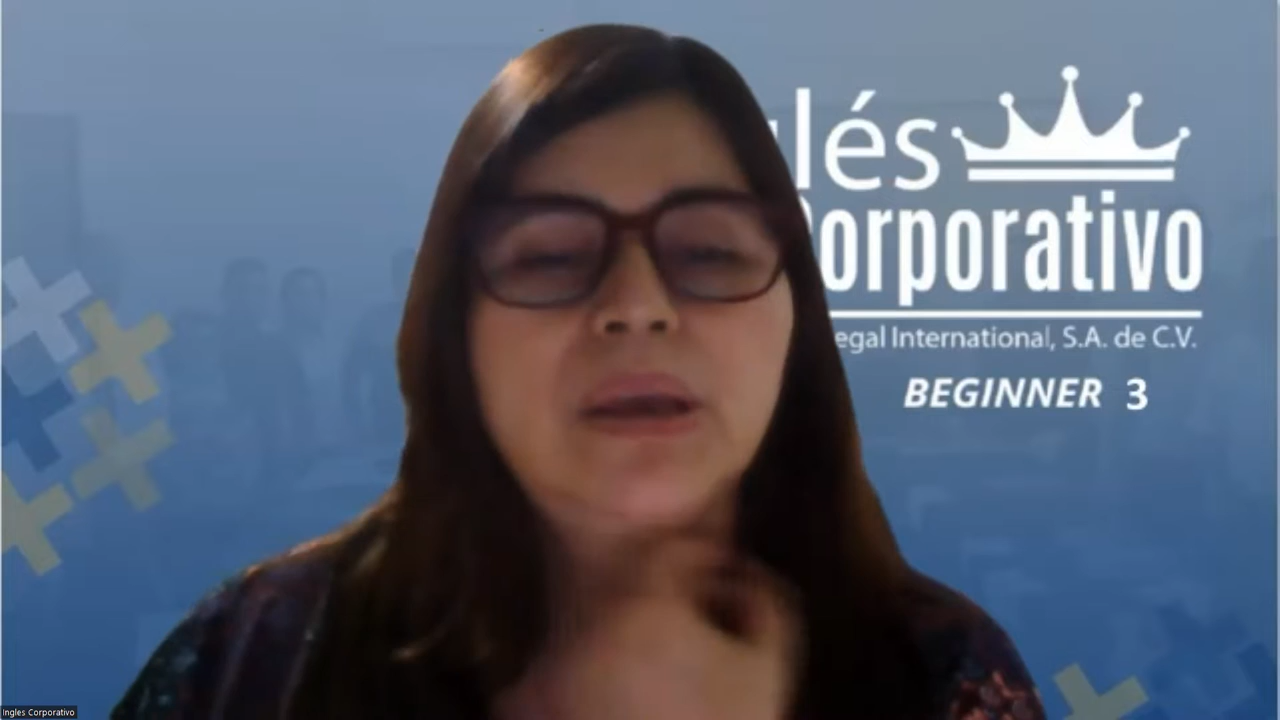 lés
orporativo
egal International, S.A. de C.V.
BEGINNER 3
Ingles Corporativo